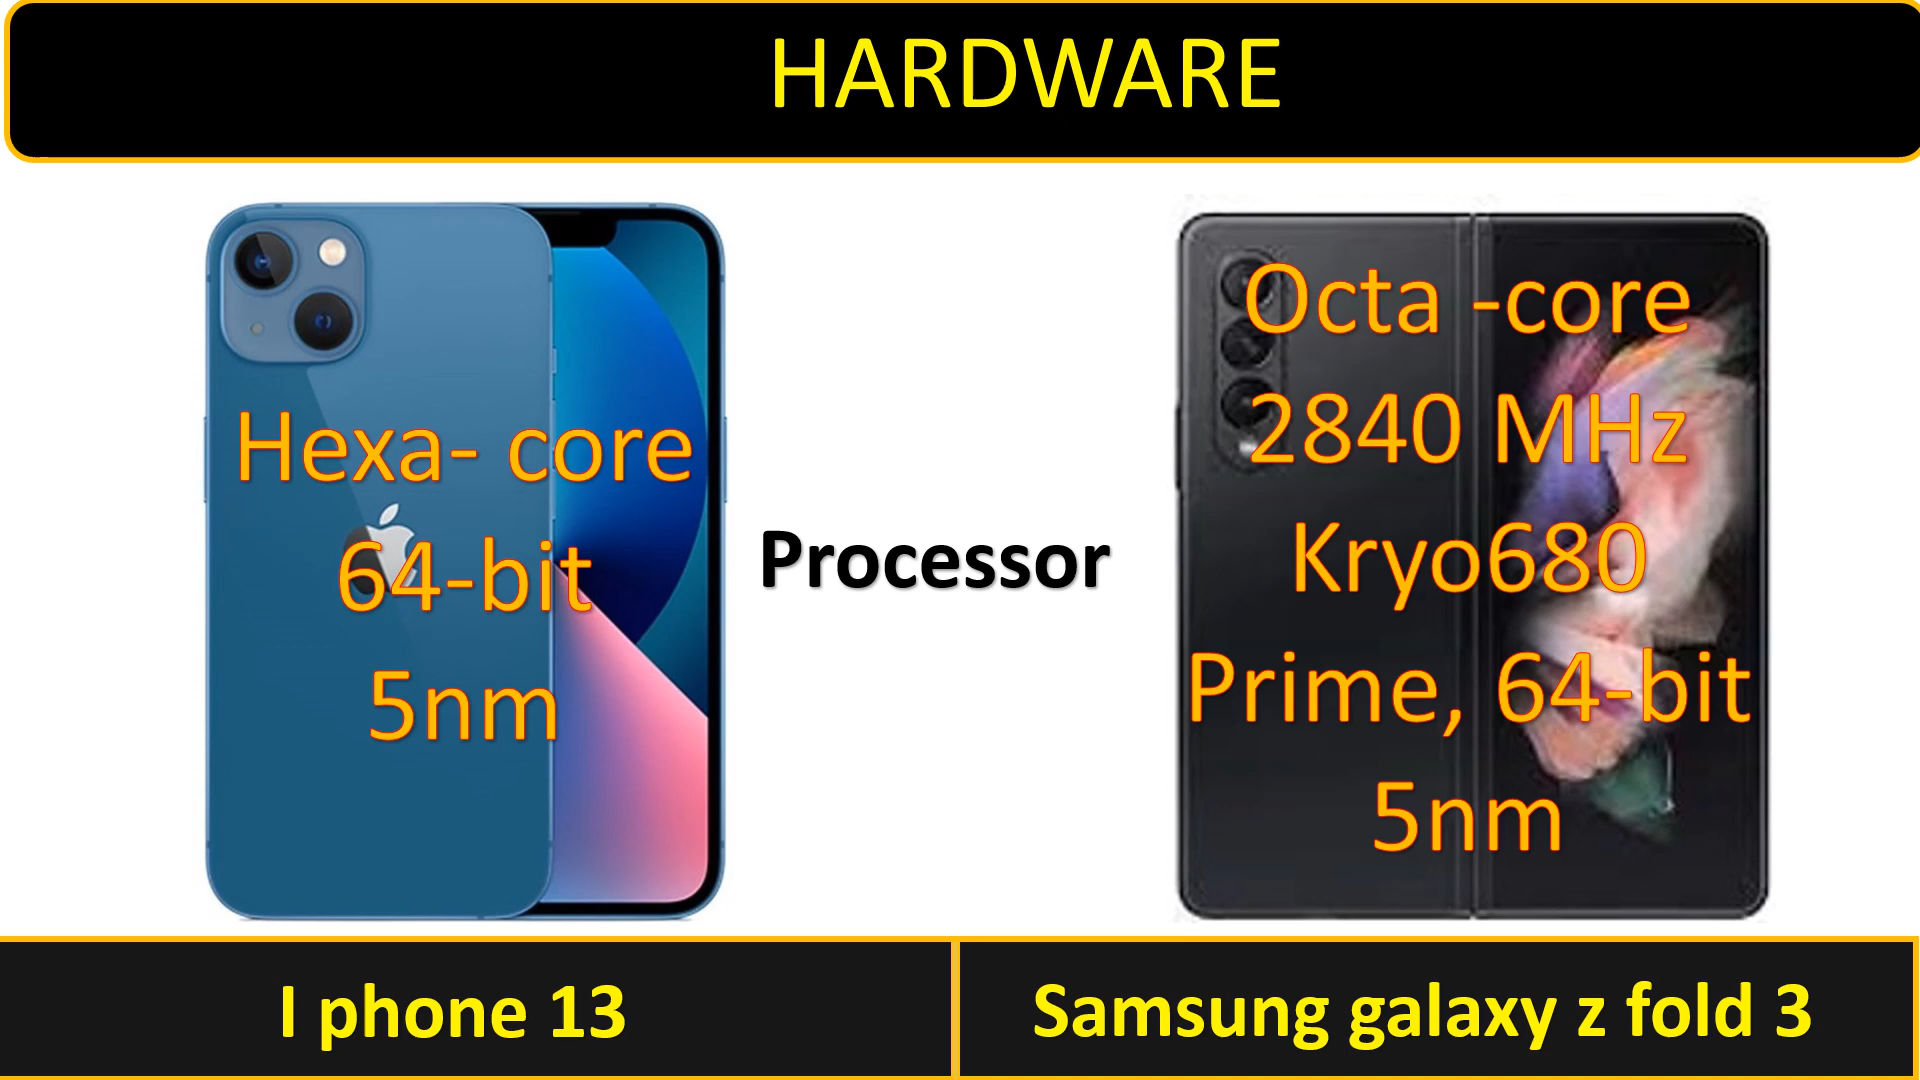 HARDWARE
Hexa- core
64-bit
5nm
Processor
Octa -core
2840 MHz
Kryo680
Prime, 64-bit
5nm
I phone 13
Samsung galaxy z fold 3